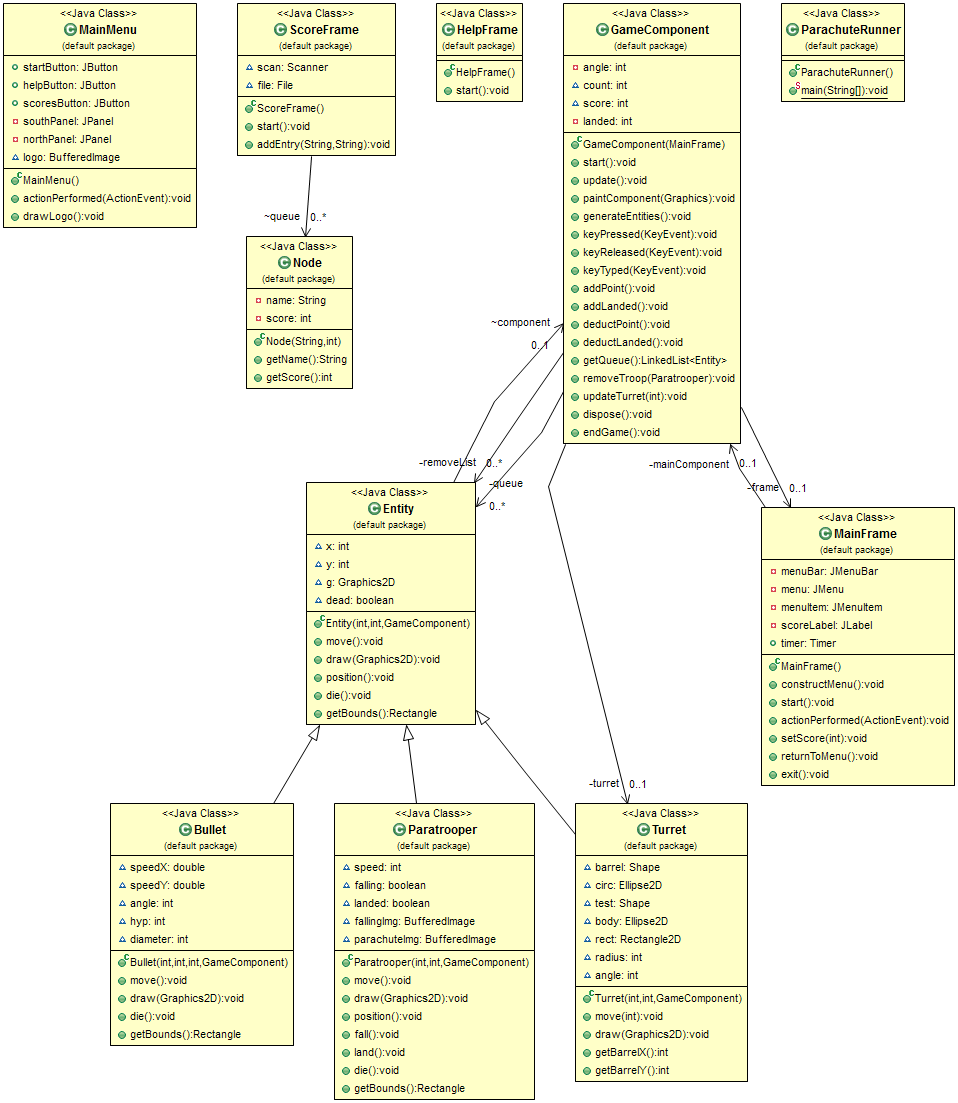 <<Java Class>>
MainMenu
(default package)
startButton: JButton
helpButton: JButton
scoresButton: JButton
southPanel: JPanel
northPanel: JPanel
logo: BufferedImage
MainMenu()
actionPerformed(ActionEvent):void
drawLogo():void
<<Java Class>>
ScoreFrame
(default package)
scan: Scanner
file: File
ScoreFrame()
start():void
addEntry(String,String):void
<<Java Class>>
HelpFrame
(default package)
HelpFrame()
start():void
<<Java Class>>
GameComponent
(default package)
angle: int
count: int
score: int
landed: int
GameComponent(MainFrame)
start():void
update():void
paintComponent(Graphics):void
generateEntities():void
keyPressed(KeyEvent):void
keyReleased(KeyEvent):void
keyTyped(KeyEvent):void
addPoint():void
addLanded():void
deductPoint():void
deductLanded():void
getQueue():LinkedList<Entity>
removeTroop(Paratrooper):void
updateTurret(int):void
dispose():void
endGame():void
<<Java Class>>
ParachuteRunner
(default package)
ParachuteRunner()
main(String[]):void
~queue 0..*
<<Java Class>>
Node
(default package)
name: String
score: int
Node(String,int)
getName():String
getScore():int
~component
0..1
-removeList 0..*
-queue
0..*
-mainComponent 0..1
-frame 0..1
<<Java Class>>
Entity
(default package)
x: int
y: int
g: Graphics2D
dead: boolean
Entity(int,int,GameComponent)
move():void
draw(Graphics2D):void
position():void
die():void
getBounds():Rectangle
<<Java Class>>
MainFrame
(default package)
menuBar: JMenuBar
menu: JMenu
menuItem: JMenuItem
scoreLabel: JLabel
timer: Timer
MainFrame()
constructMenu():void
start():void
actionPerformed(ActionEvent):void
setScore(int):void
returnToMenu():void
exit():void
-turret 0..1
<<Java Class>>
Bullet
(default package)
speedX: double
speedY: double
angle: int
hyp: int
diameter: int
Bullet(int,int,int,GameComponent)
move():void
draw(Graphics2D):void
die():void
getBounds():Rectangle
<<Java Class>>
Paratrooper
(default package)
speed: int
falling: boolean
landed: boolean
fallingImg: BufferedImage
parachuteImg: BufferedImage
Paratrooper(int,int,GameComponent)
move():void
draw(Graphics2D):void
position():void
fall():void
land():void
die():void
getBounds():Rectangle
<<Java Class>>
Turret
(default package)
barrel: Shape
circ: Ellipse2D
test: Shape
body: Ellipse2D
rect: Rectangle2D
radius: int
angle: int
Turret(int,int,GameComponent)
move(int):void
draw(Graphics2D):void
getBarrelX():int
getBarrelY():int